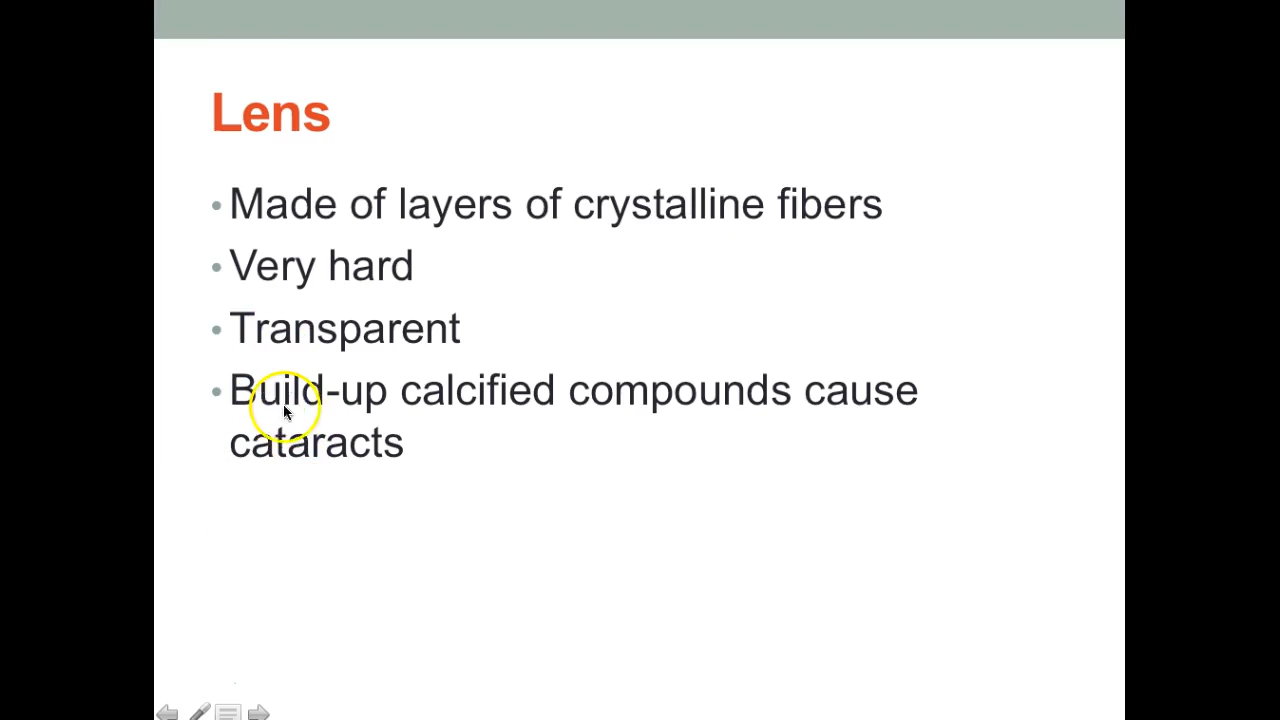 Lens
• Made of layers of crystalline fibers
• Very hard
• Transparent
• Build-up calcified compounds cause
cataracts